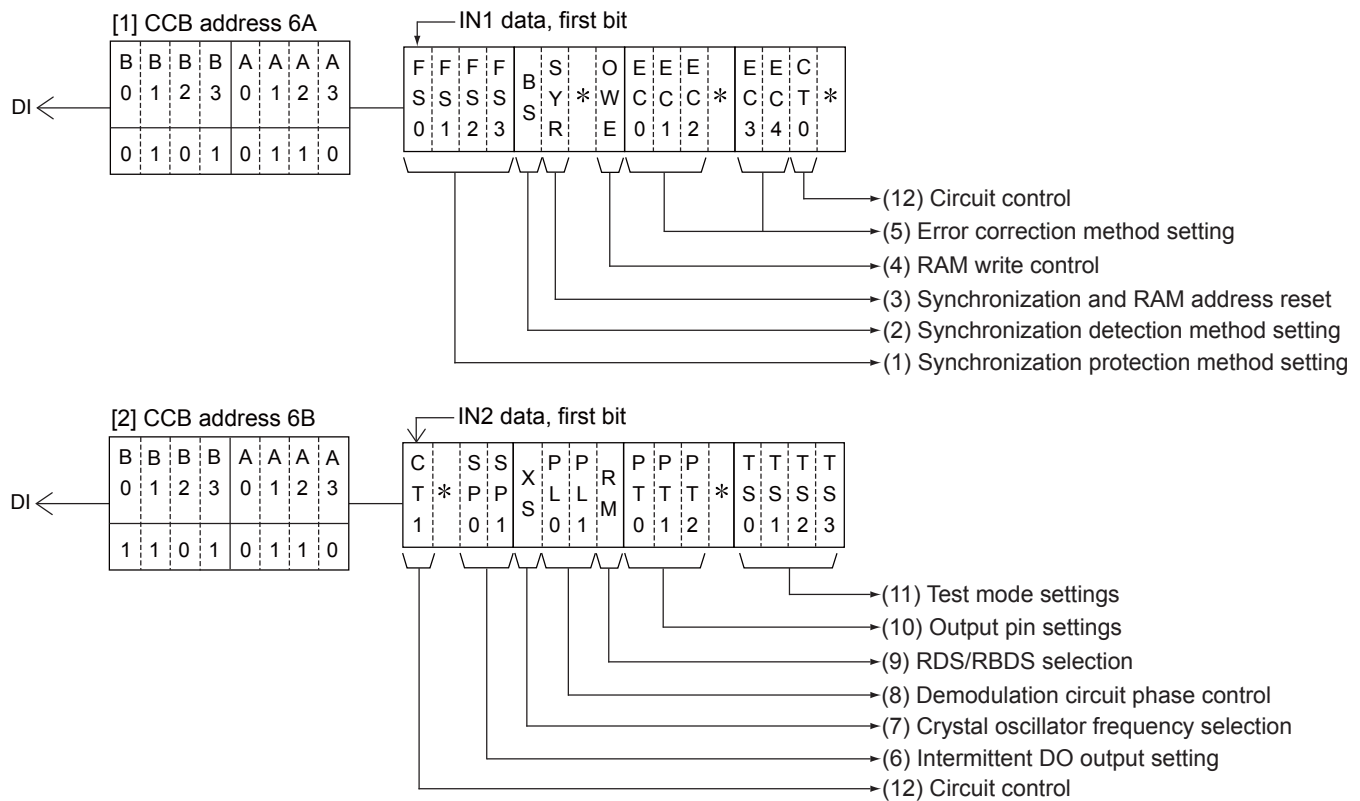 [1] CCB address 6A
IN1 data, first bit
B0 B1 B2 B3 A0 A1 A2 A3
FS0 FS1 FS2 FS3 BS SYR * OWE EC0 EC1 EC2 * EC3 EC4 CT0 *
DI
0 1 0 1 0 1 1 0
(12) Circuit control
(5) Error correction method setting
(4) RAM write control
(3) Synchronization and RAM address reset
(2) Synchronization detection method setting
(1) Synchronization protection method setting
[2] CCB address 6B
IN2 data, first bit
B0 B1 B2 B3 A0 A1 A2 A3
CT1 * SP0 SP1 XS PL0 PL1 RM PT0 PT1 PT2 * TS0 TS1 TS2 TS3
DI
1 1 0 1 0 1 1 0
(11) Test mode settings
(10) Output pin settings
(9) RDS/RBDS selection
(8) Demodulation circuit phase control
(7) Crystal oscillator frequency selection
(6) Intermittent DO output setting
(12) Circuit control